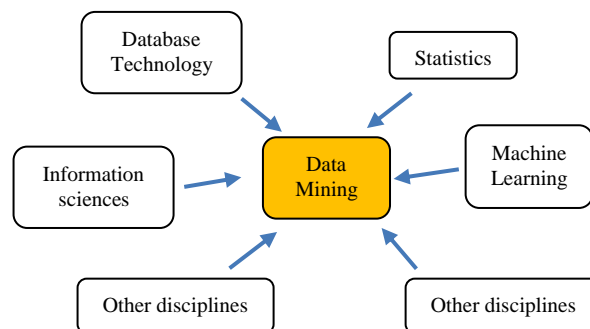 Database
Technology
Statistics
Information
sciences
Data
Mining
Machine
Learning
Other disciplines
Other disciplines